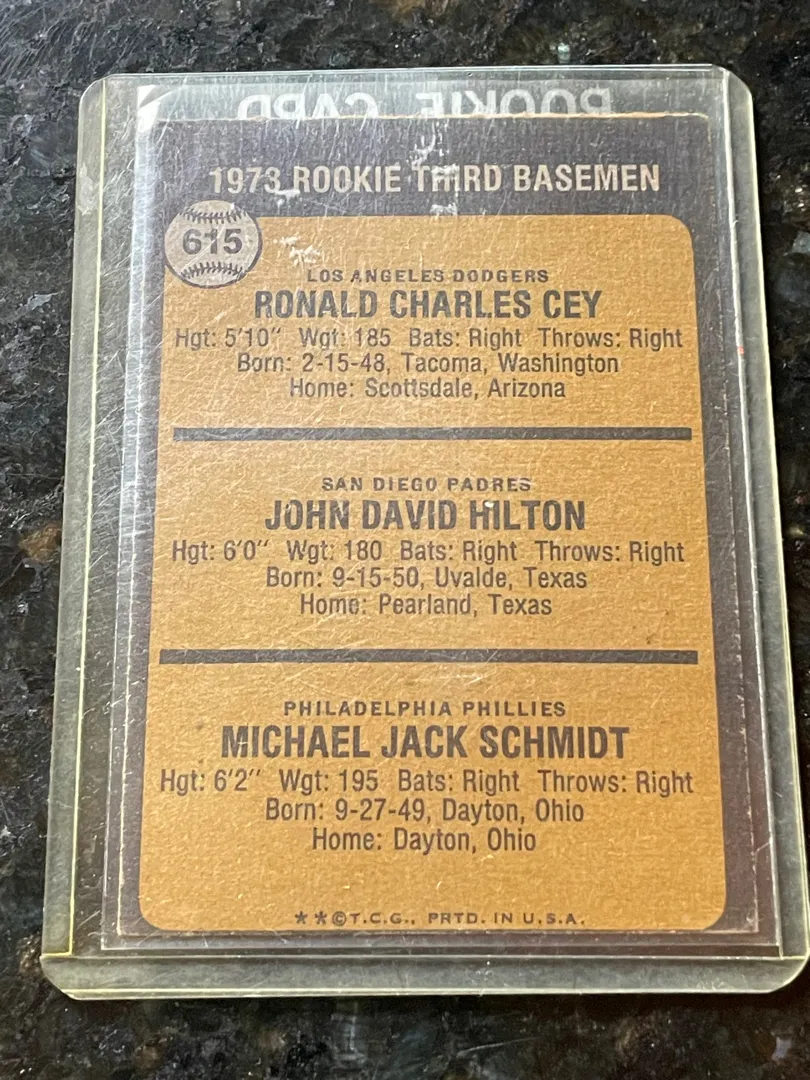 ROOKIE CARD
1973 ROOKIE THIRD BASEMEN
615
LOS ANGELES DODGERS
RONALD CHARLES CEY
Hgt: 5'10" Wgt: 185 Bats: Right Throws: Right
Born: 2-15-48, Tacoma, Washington
Home: Scottsdale, Arizona
SAN DIEGO PADRES
JOHN DAVID HILTON
Hgt: 6'0" Wgt: 180 Bats: Right Throws: Right
Born: 9-15-50, Uvalde, Texas
Home: Pearland, Texas
PHILADELPHIA PHILLIES
MICHAEL JACK SCHMIDT
Hgt: 6'2" Wgt: 195 Bats: Right Throws: Right
Born: 9-27-49, Dayton, Ohio
Home: Dayton, Ohio
**©T.C.G., PRTD. IN U.S.A.